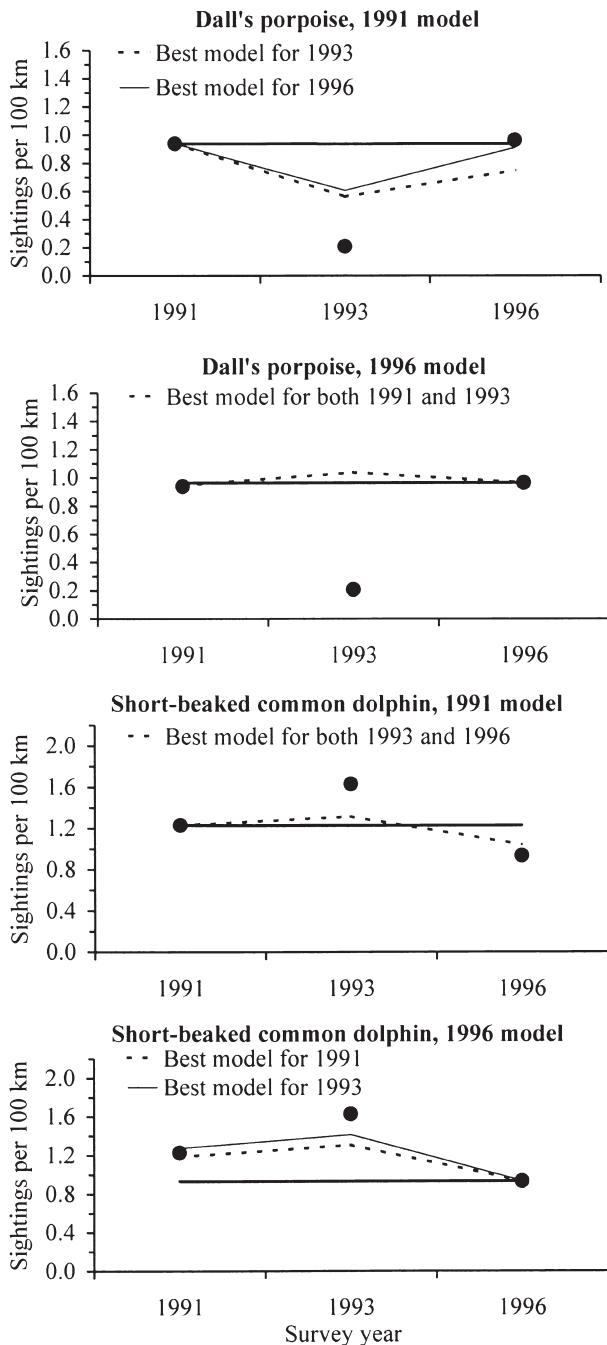 Dall's porpoise, 1991 model
Best model for 1993
Best model for 1996
Sightings per 100 km
1.6
1.4
1.2
1.0
0.8
0.6
0.4
0.2
0.0
1991 1993 1996
Dall's porpoise, 1996 model
Best model for both 1991 and 1993
Sightings per 100 km
1.6
1.4
1.2
1.0
0.8
0.6
0.4
0.2
0.0
1991 1993 1996
Short-beaked common dolphin, 1991 model
Best model for both 1993 and 1996
Sightings per 100 km
2.0
1.6
1.2
0.8
0.4
0.0
1991 1993 1996
Short-beaked common dolphin, 1996 model
Best model for 1991
Best model for 1993
Sightings per 100 km
2.0
1.6
1.2
0.8
0.4
0.0
1991 1993 1996
Survey year